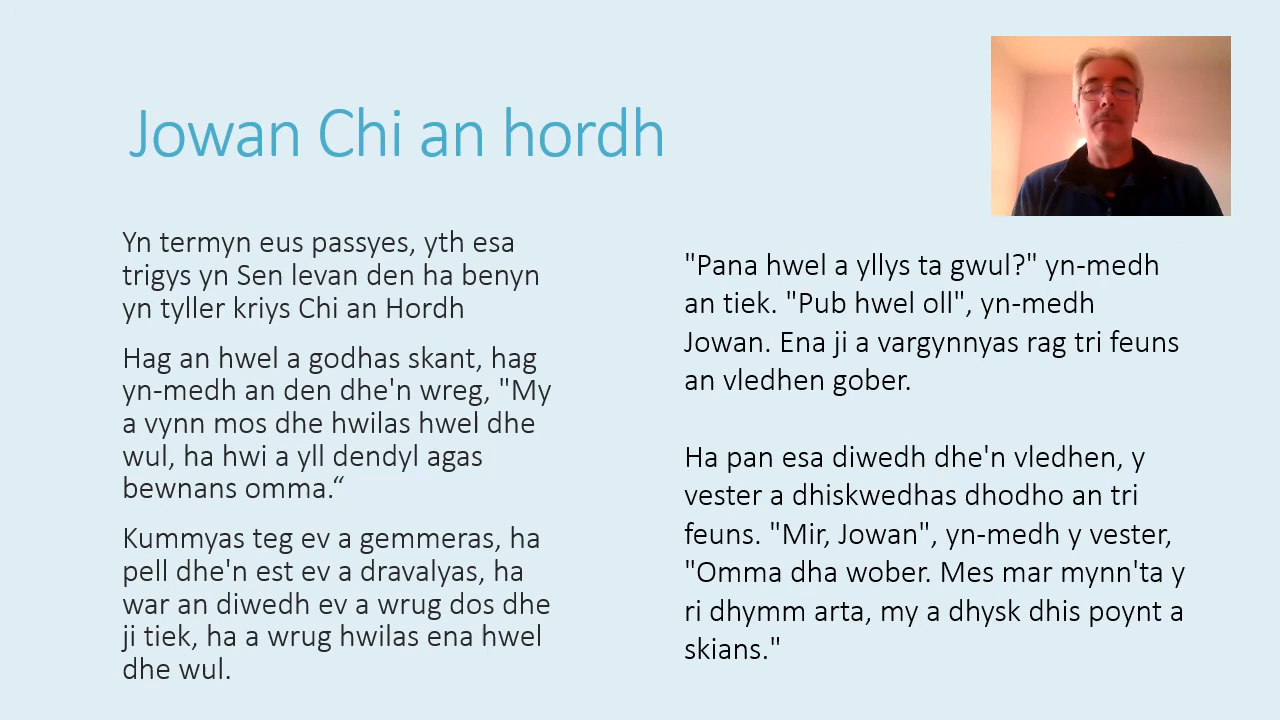 Jowan Chi an hordh
Yn termyn eus passyes, yth esa
trigys yn Sen levan den ha benyn
yn tyller kriys Chi an Hordh
Hag an hwel a godhas skant, hag
yn-medh an den dhe'n wreg, "My
a vynn mos dhe hwilas hwel dhe
wul, ha hwi a yll dendyl agas
bewnans omma.“
Kummyas teg ev a gemmeras, ha
pell dhe'n est ev a dravalyas, ha
war an diwedh ev a wrug dos dhe
ji tiek, ha a wrug hwilas ena hwel
dhe wul.
"Pana hwel a yllys ta gwul?" yn-medh
an tiek. "Pub hwel oll", yn-medh
Jowan. Ena ji a vargynnyas rag tri feuns
an vledhen gober.
Ha pan esa diwedh dhe'n vledhen, y
vester a dhiskwedhas dhodho an tri
feuns. "Mir, Jowan", yn-medh y vester,
"Omma dha wober. Mes mar mynn'ta y
ri dhymm arta, my a dhysk dhis poynt a
skians."